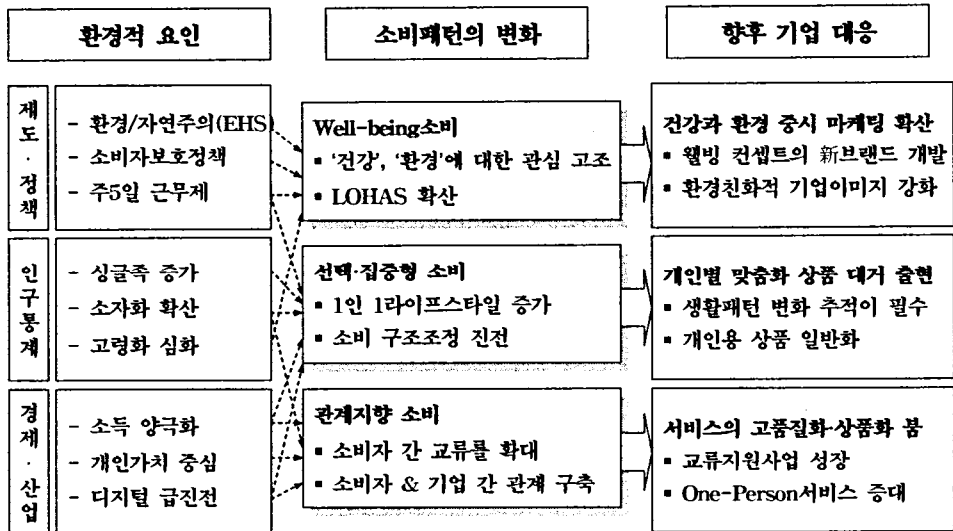 환경적 요인
소비패턴의 변화
향후 기업 대응
제도·정책
- 환경/자연주의(EHS)
- 소비자보호정책
- 주5일 근무제
Well-being소비
▪ '건강', '환경'에 대한 관심 고조
▪ LOHAS 확산
건강과 환경 중시 마케팅 확산
▪ 웰빙 컨셉트의 新브랜드 개발
▪ 환경친화적 기업이미지 강화
인구통계
- 싱글족 증가
- 소자화 확산
- 고령화 심화
선택·집중형 소비
▪ 1인 1라이프스타일 증가
▪ 소비 구조조정 진전
개인별 맞춤화 상품 대거 출현
▪ 생활패턴 변화 추적이 필수
▪ 개인용 상품 일반화
경제·산업
- 소득 양극화
- 개인가치 중심
- 디지털 급진전
관계지향 소비
▪ 소비자 간 교류를 확대
▪ 소비자 & 기업 간 관계 구축
서비스의 고품질화·상품화 붐
▪ 교류지원사업 성장
▪ One-Person서비스 증대